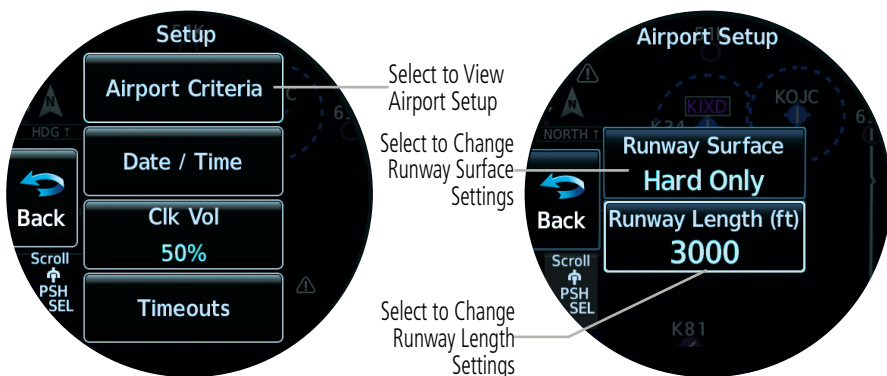 Setup
Airport Criteria
HDG ↑
Date / Time
Back
Clk Vol
50%
Scroll
PSH
SEL
Timeouts
Select to View
Airport Setup
Select to Change
Runway Surface
Settings
Select to Change
Runway Length
Settings
Airport Setup
N
KIXD
KOJC
6.
NORTH ↑
Runway Surface
Hard Only
Back
Runway Length (ft)
3000
Scroll
PSH
SEL
K81